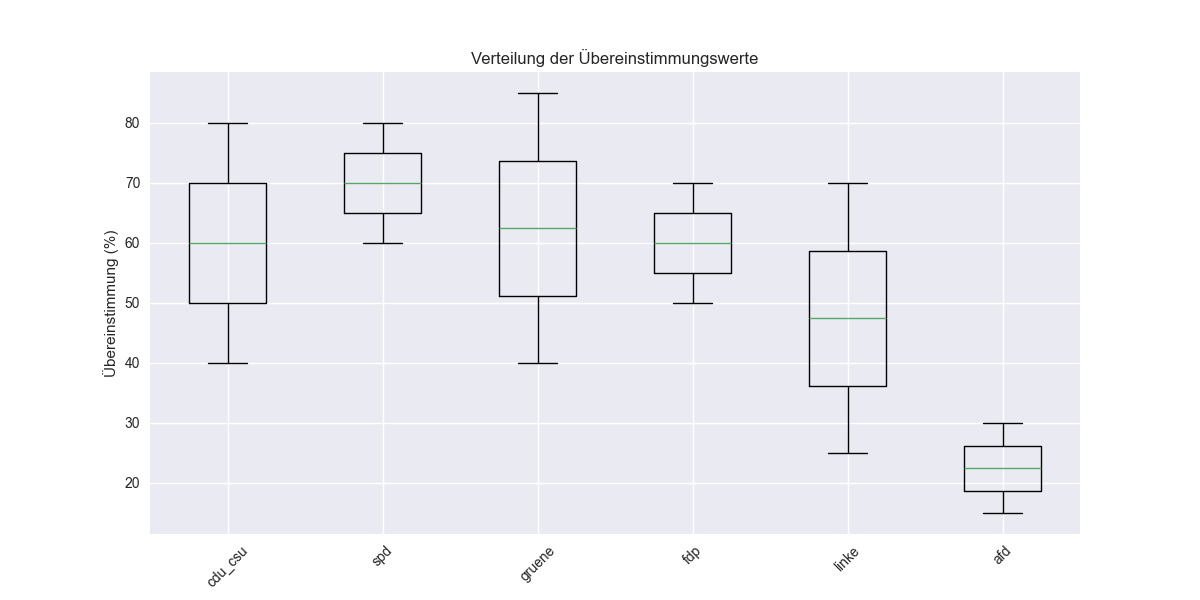 Verteilung der Übereinstimmungswerte
Übereinstimmung (%)
80
70
60
50
40
30
20
cdu_csu
spd
gruene
fdp
linke
afd